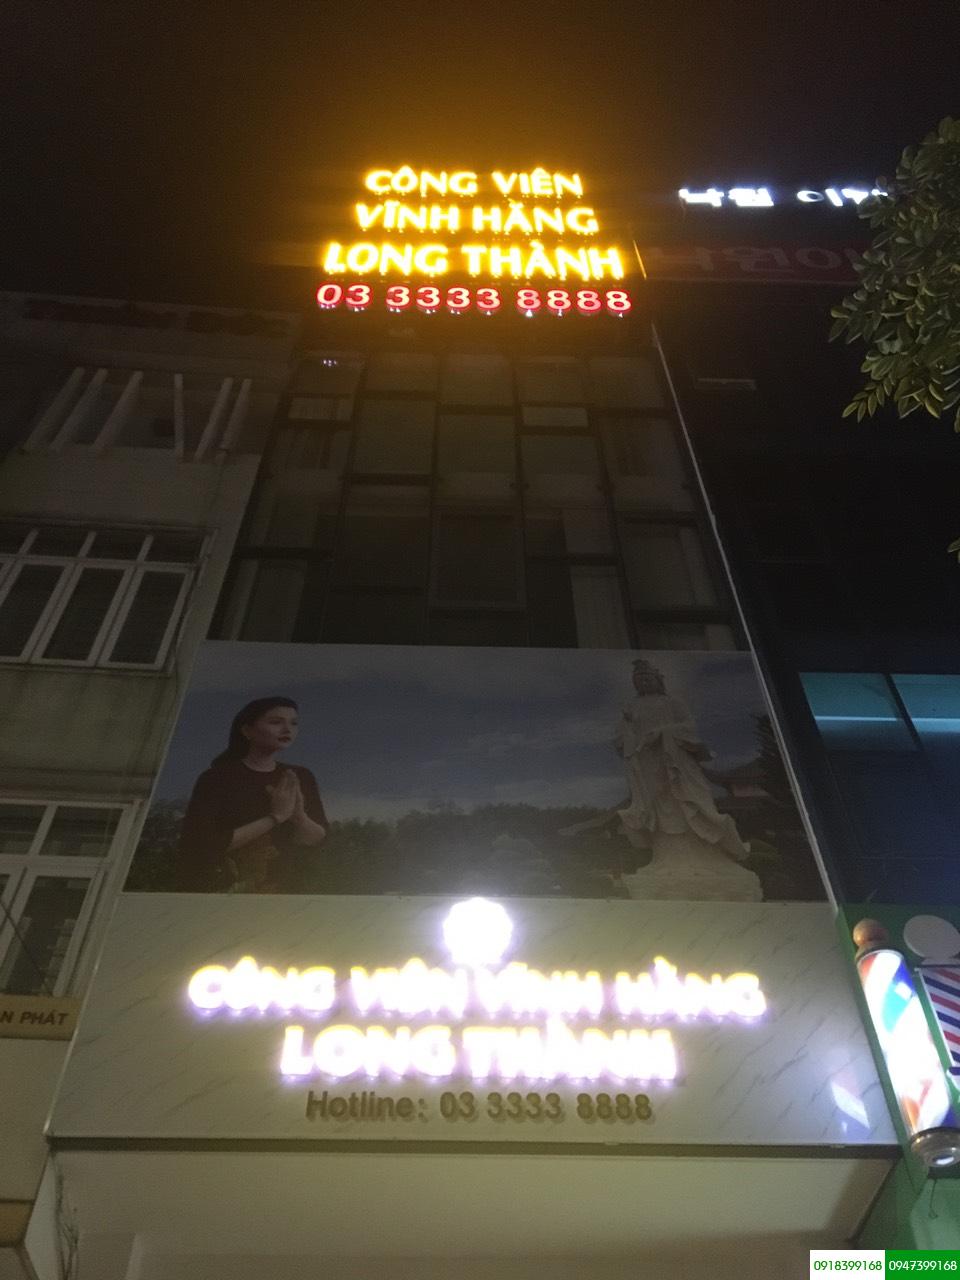 CÔNG VIÊN
VĨNH HẰNG
LONG THÀNH
03 3333 8888
N PHÁT
CÔNG VIÊN VĨNH HẰNG
LONG THÀNH
Hotline: 03 3333 8888
0918399168 0947399168